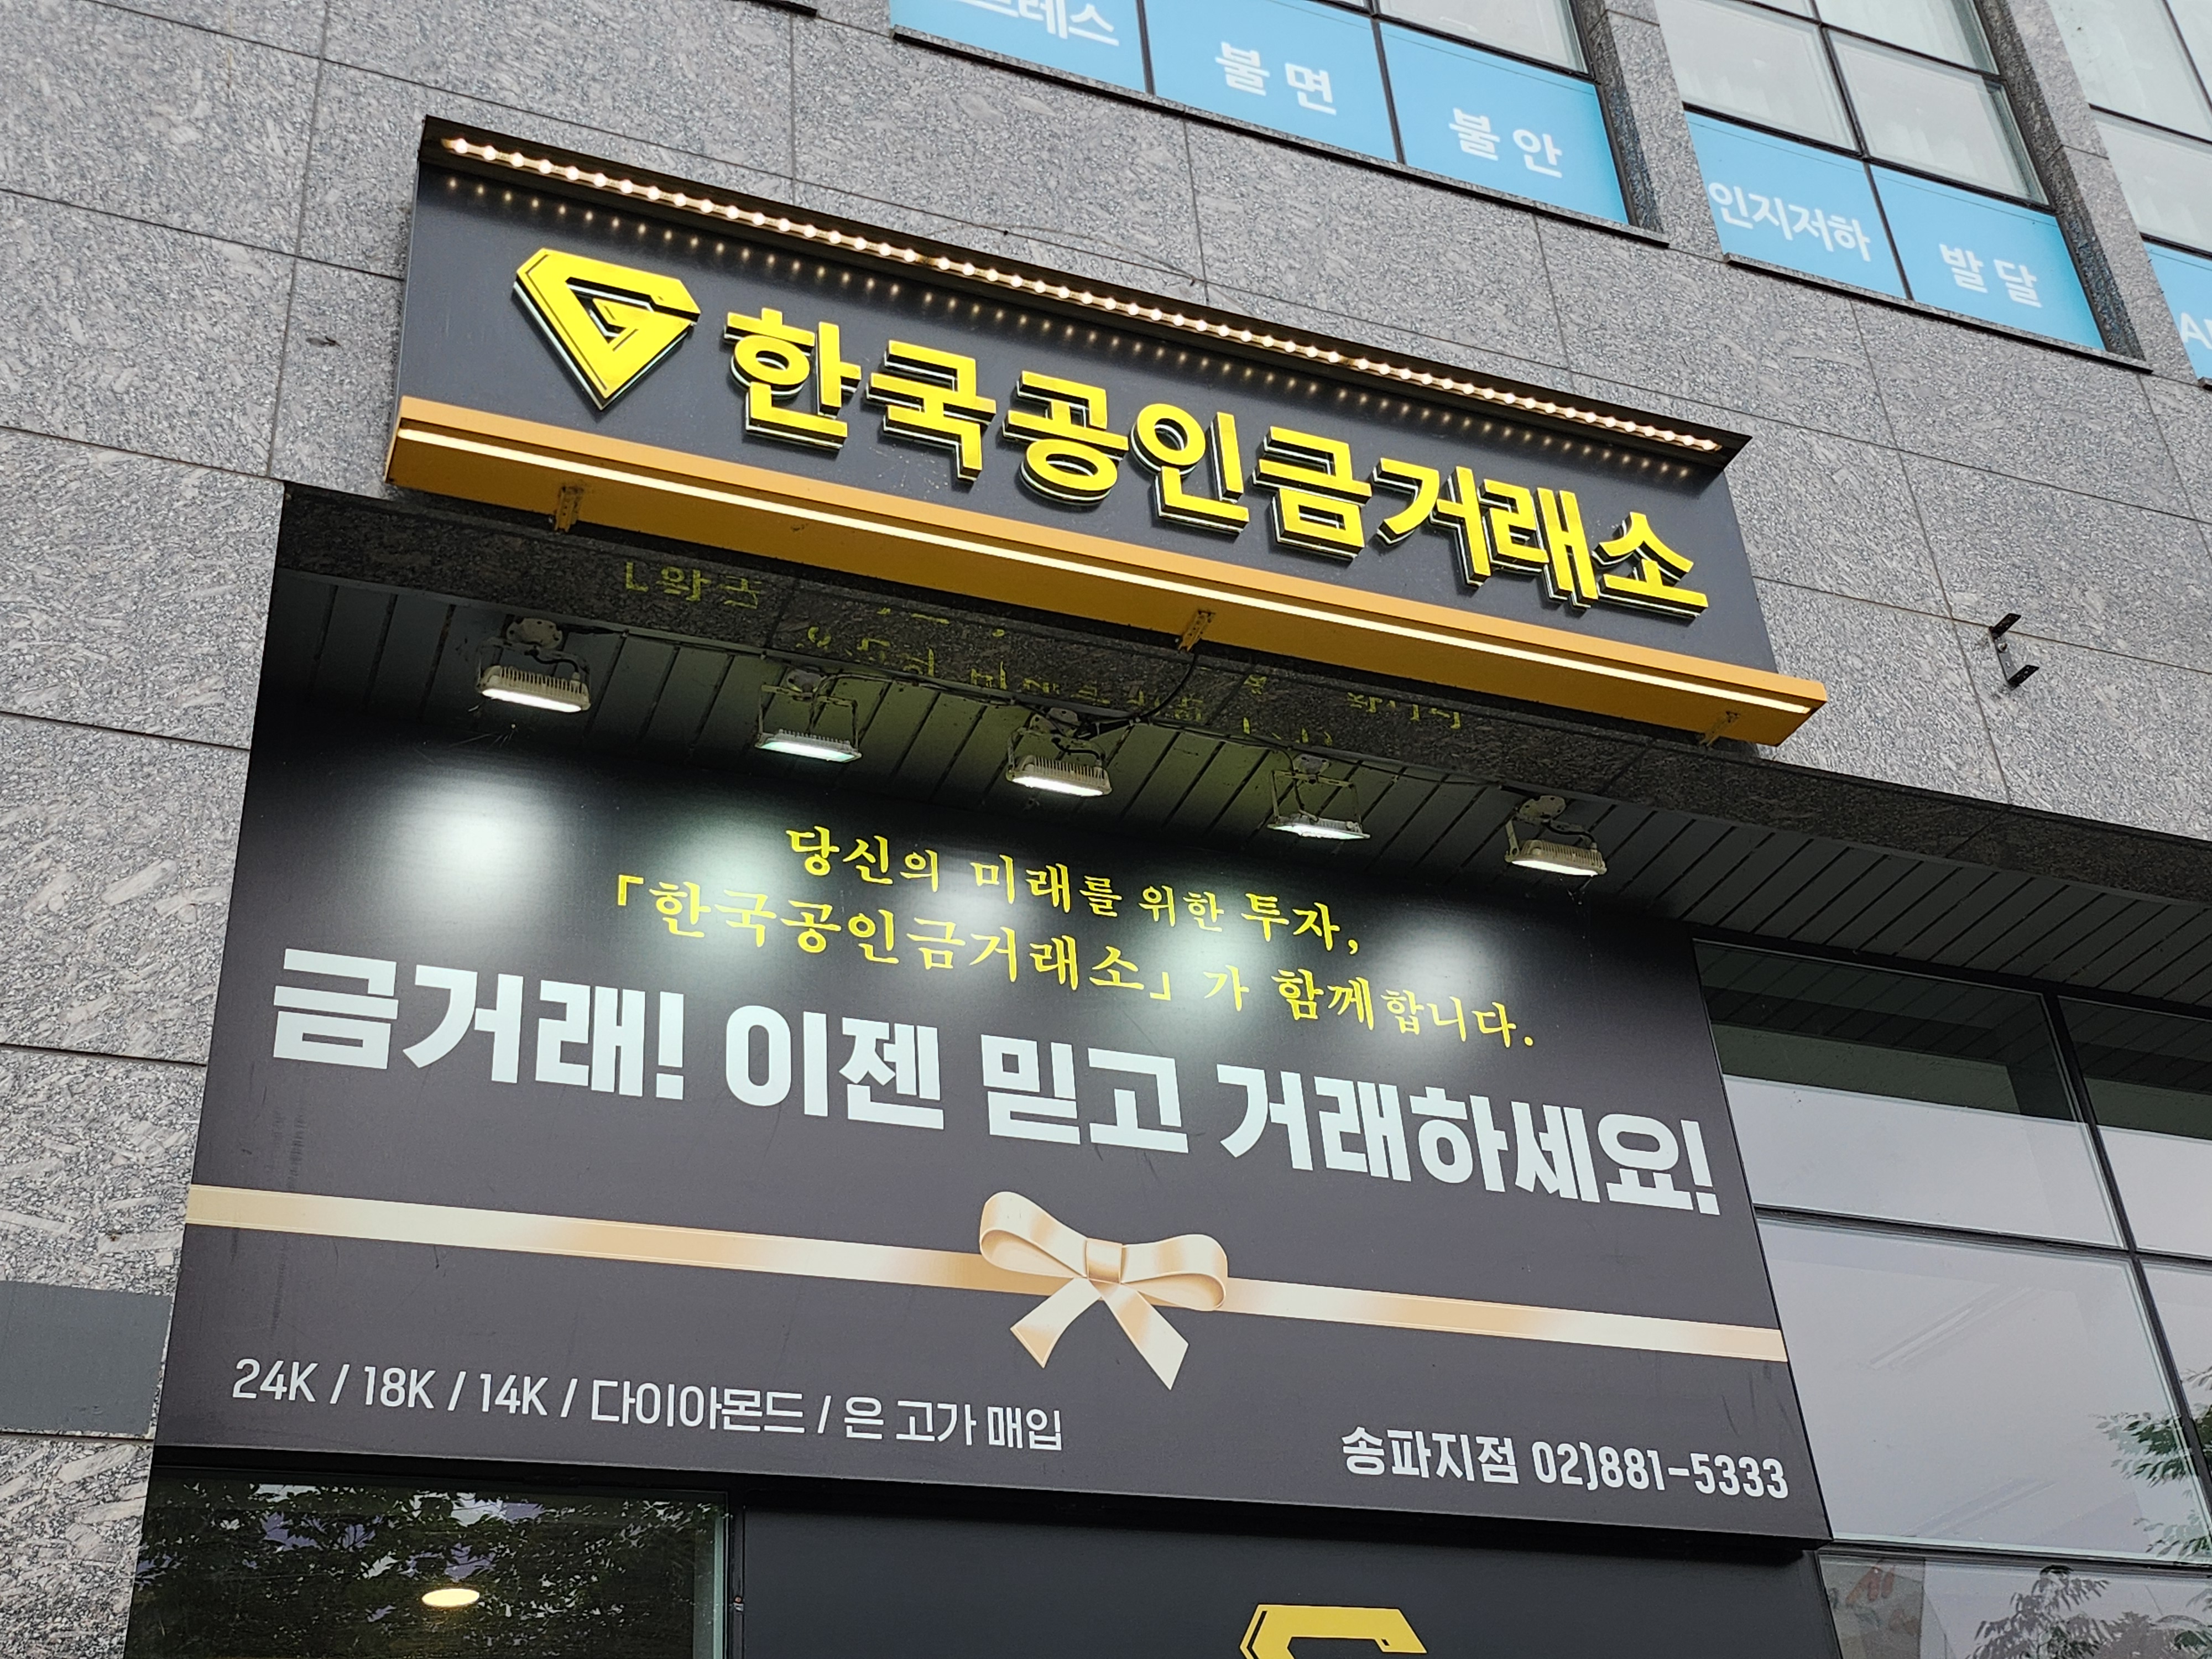 불면
불안
인지저하
발달
한국공인금거래소
당신의 미래를 위한 투자,
「한국공인금거래소」가 함께합니다.
금거래! 이젠 믿고 거래하세요!
24K / 18K / 14K / 다이아몬드 / 은 고가 매입
송파지점 02)881-5333